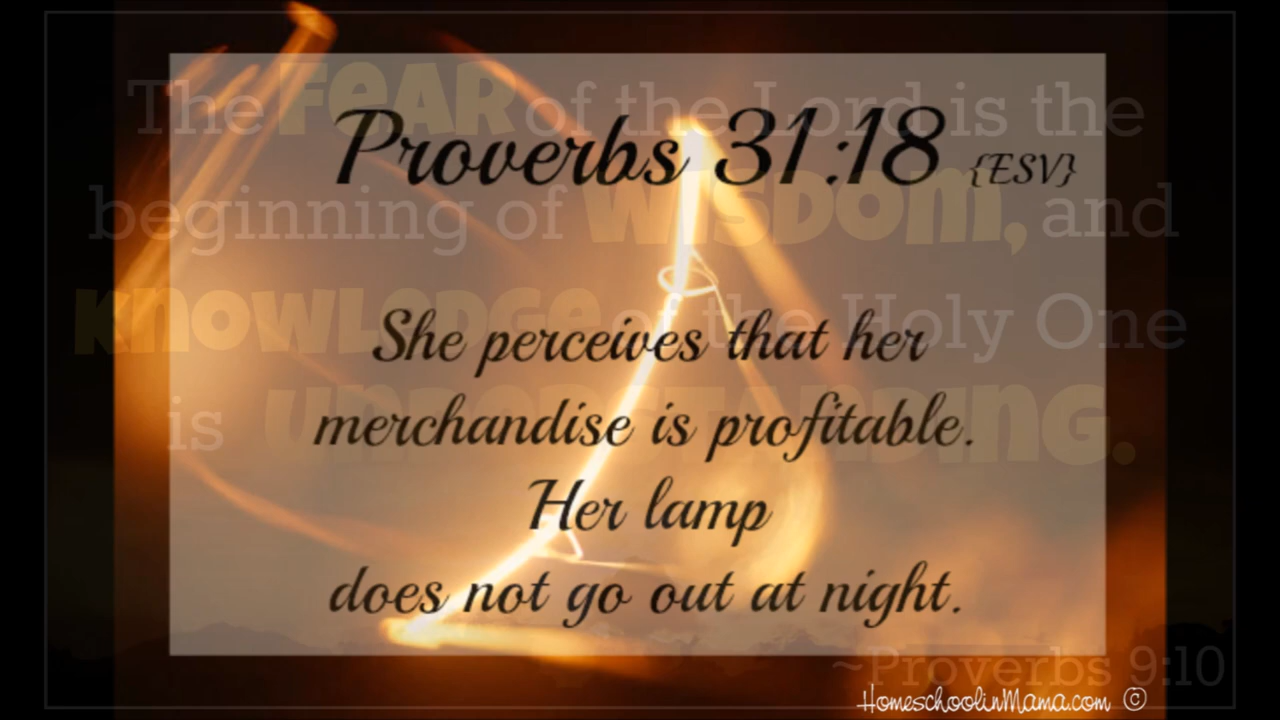 The FEAR of the Lord is the
Proverbs 31:18 {ESV}
beginning of WISDOM, and
KNOWLEDGE of the Holy One
She perceives that her
is UNDERSTANDING.
merchandise is profitable.
Her lamp
does not go out at night.
~Proverbs 9:10
HomeschoolinMama.com ©